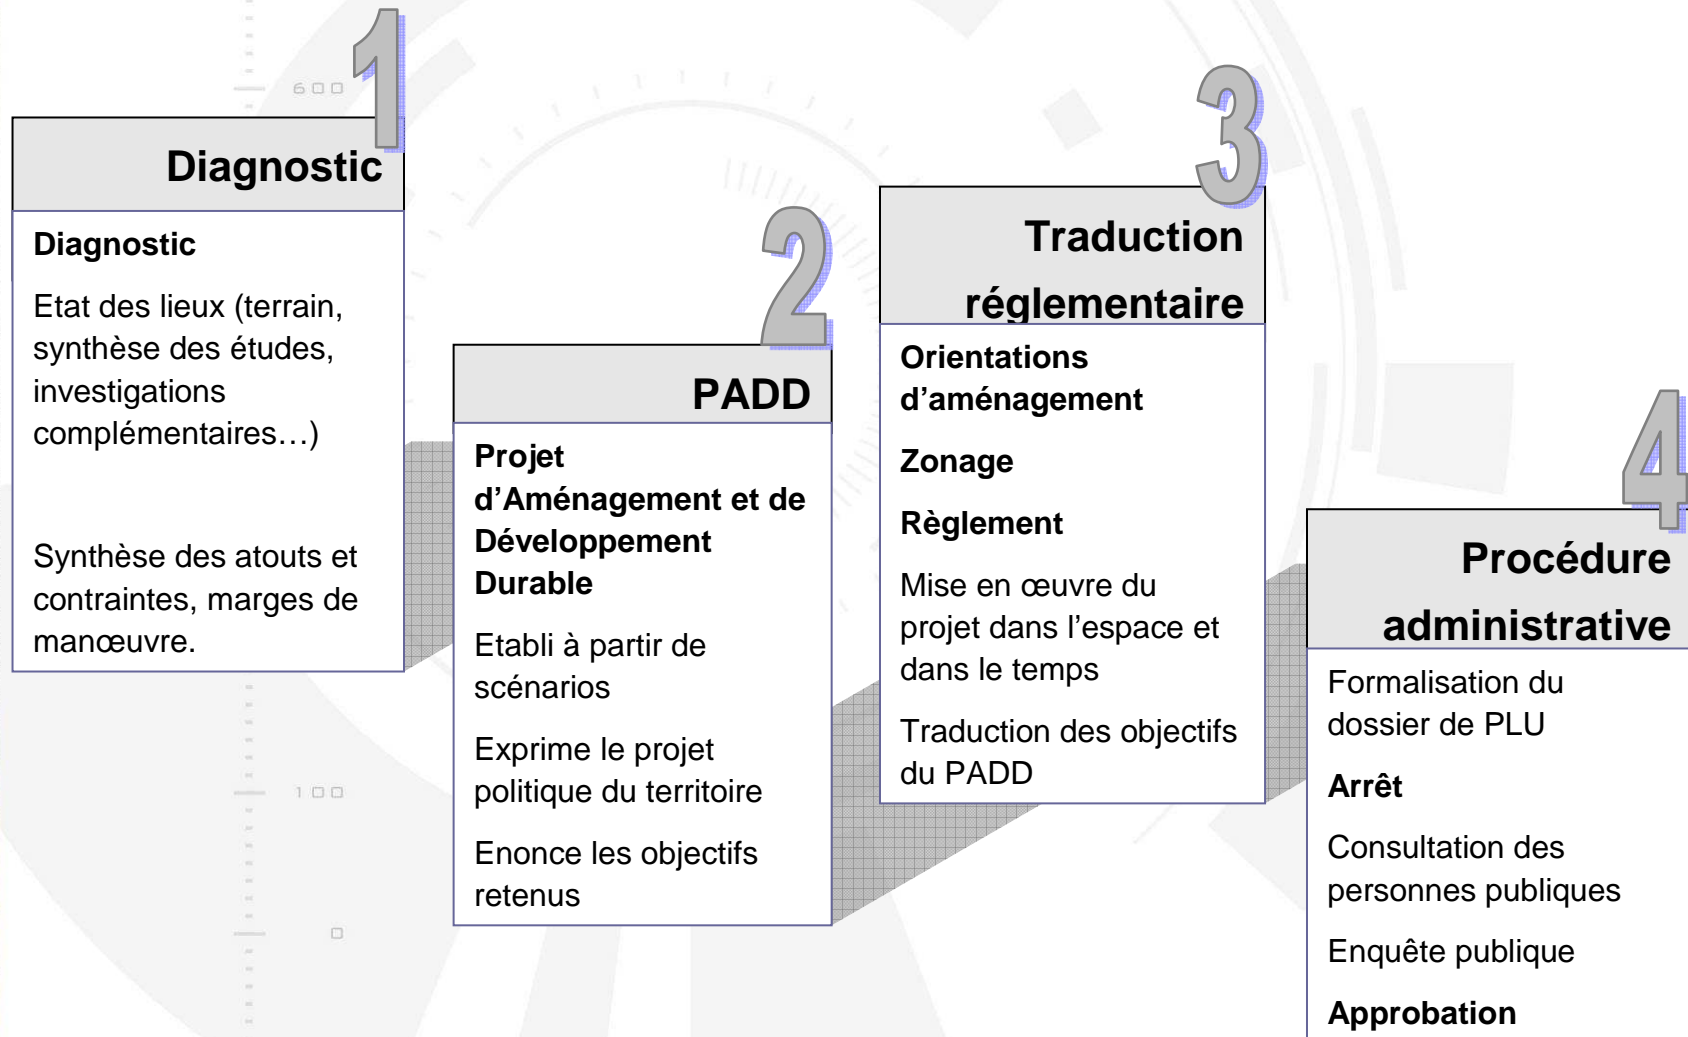 1
Diagnostic
Diagnostic
Etat des lieux (terrain,
synthèse des études,
investigations
complémentaires…)
Synthèse des atouts et
contraintes, marges de
manœuvre.
2
PADD
Projet
d’Aménagement et de
Développement
Durable
Etabli à partir de
scénarios
Exprime le projet
politique du territoire
Enonce les objectifs
retenus
3
Traduction
réglementaire
Orientations
d’aménagement
Zonage
Règlement
Mise en œuvre du
projet dans l’espace et
dans le temps
Traduction des objectifs
du PADD
4
Procédure
administrative
Formalisation du
dossier de PLU
Arrêt
Consultation des
personnes publiques
Enquête publique
Approbation
600
100
0